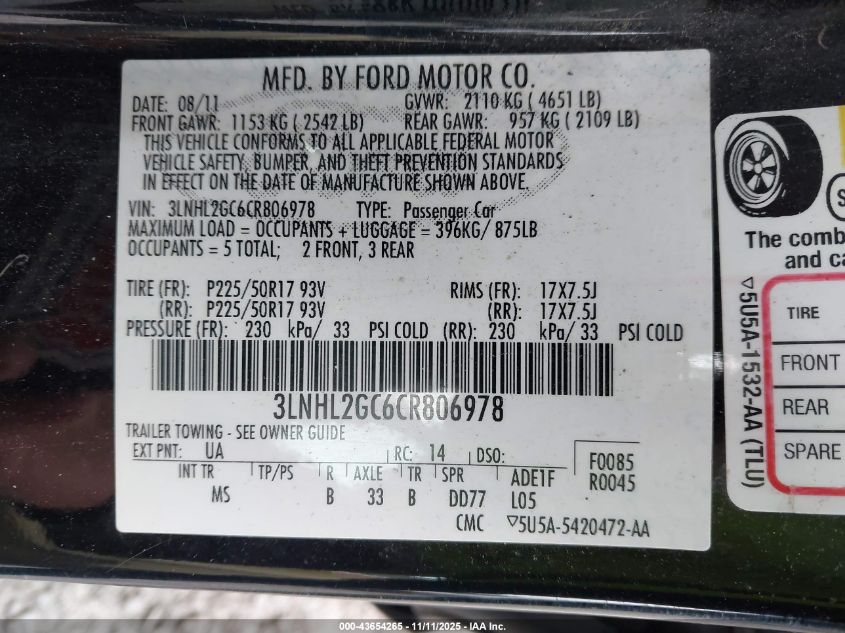 MFD. BY FORD MOTOR CO.
DATE: 08/11 GVWR: 2110 KG ( 4651 LB)
FRONT GAWR: 1153 KG ( 2542 LB) REAR GAWR: 957 KG ( 2109 LB)
THIS VEHICLE CONFORMS TO ALL APPLICABLE FEDERAL MOTOR
VEHICLE SAFETY, BUMPER, AND THEFT PREVENTION STANDARDS
IN EFFECT ON THE DATE OF MANUFACTURE SHOWN ABOVE.
VIN: 3LNHL2GC6CR806978 TYPE: Passenger Car
MAXIMUM LOAD = OCCUPANTS + LUGGAGE = 396KG/ 875LB
OCCUPANTS = 5 TOTAL; 2 FRONT, 3 REAR
TIRE (FR): P225/50R17 93V RIMS (FR): 17X7.5J
(RR): P225/50R17 93V (RR): 17X7.5J
PRESSURE (FR): 230 kPa/ 33 PSI COLD (RR): 230 kPa/ 33 PSI COLD
3LNHL2GC6CR806978
TRAILER TOWING - SEE OWNER GUIDE
EXT PNT: UA RC: 14 DSO: F0085
INT TR TP/PS R AXLE TR SPR ADE1F R0045
MS B 33 B DD77 L05
CMC ▽5U5A-5420472-AA
The comb
and ca
TIRE
FRONT
REAR
SPARE
▽5U5A-1532-AA (TLU)
000-43654265 - 11/11/2025 - IAA Inc.